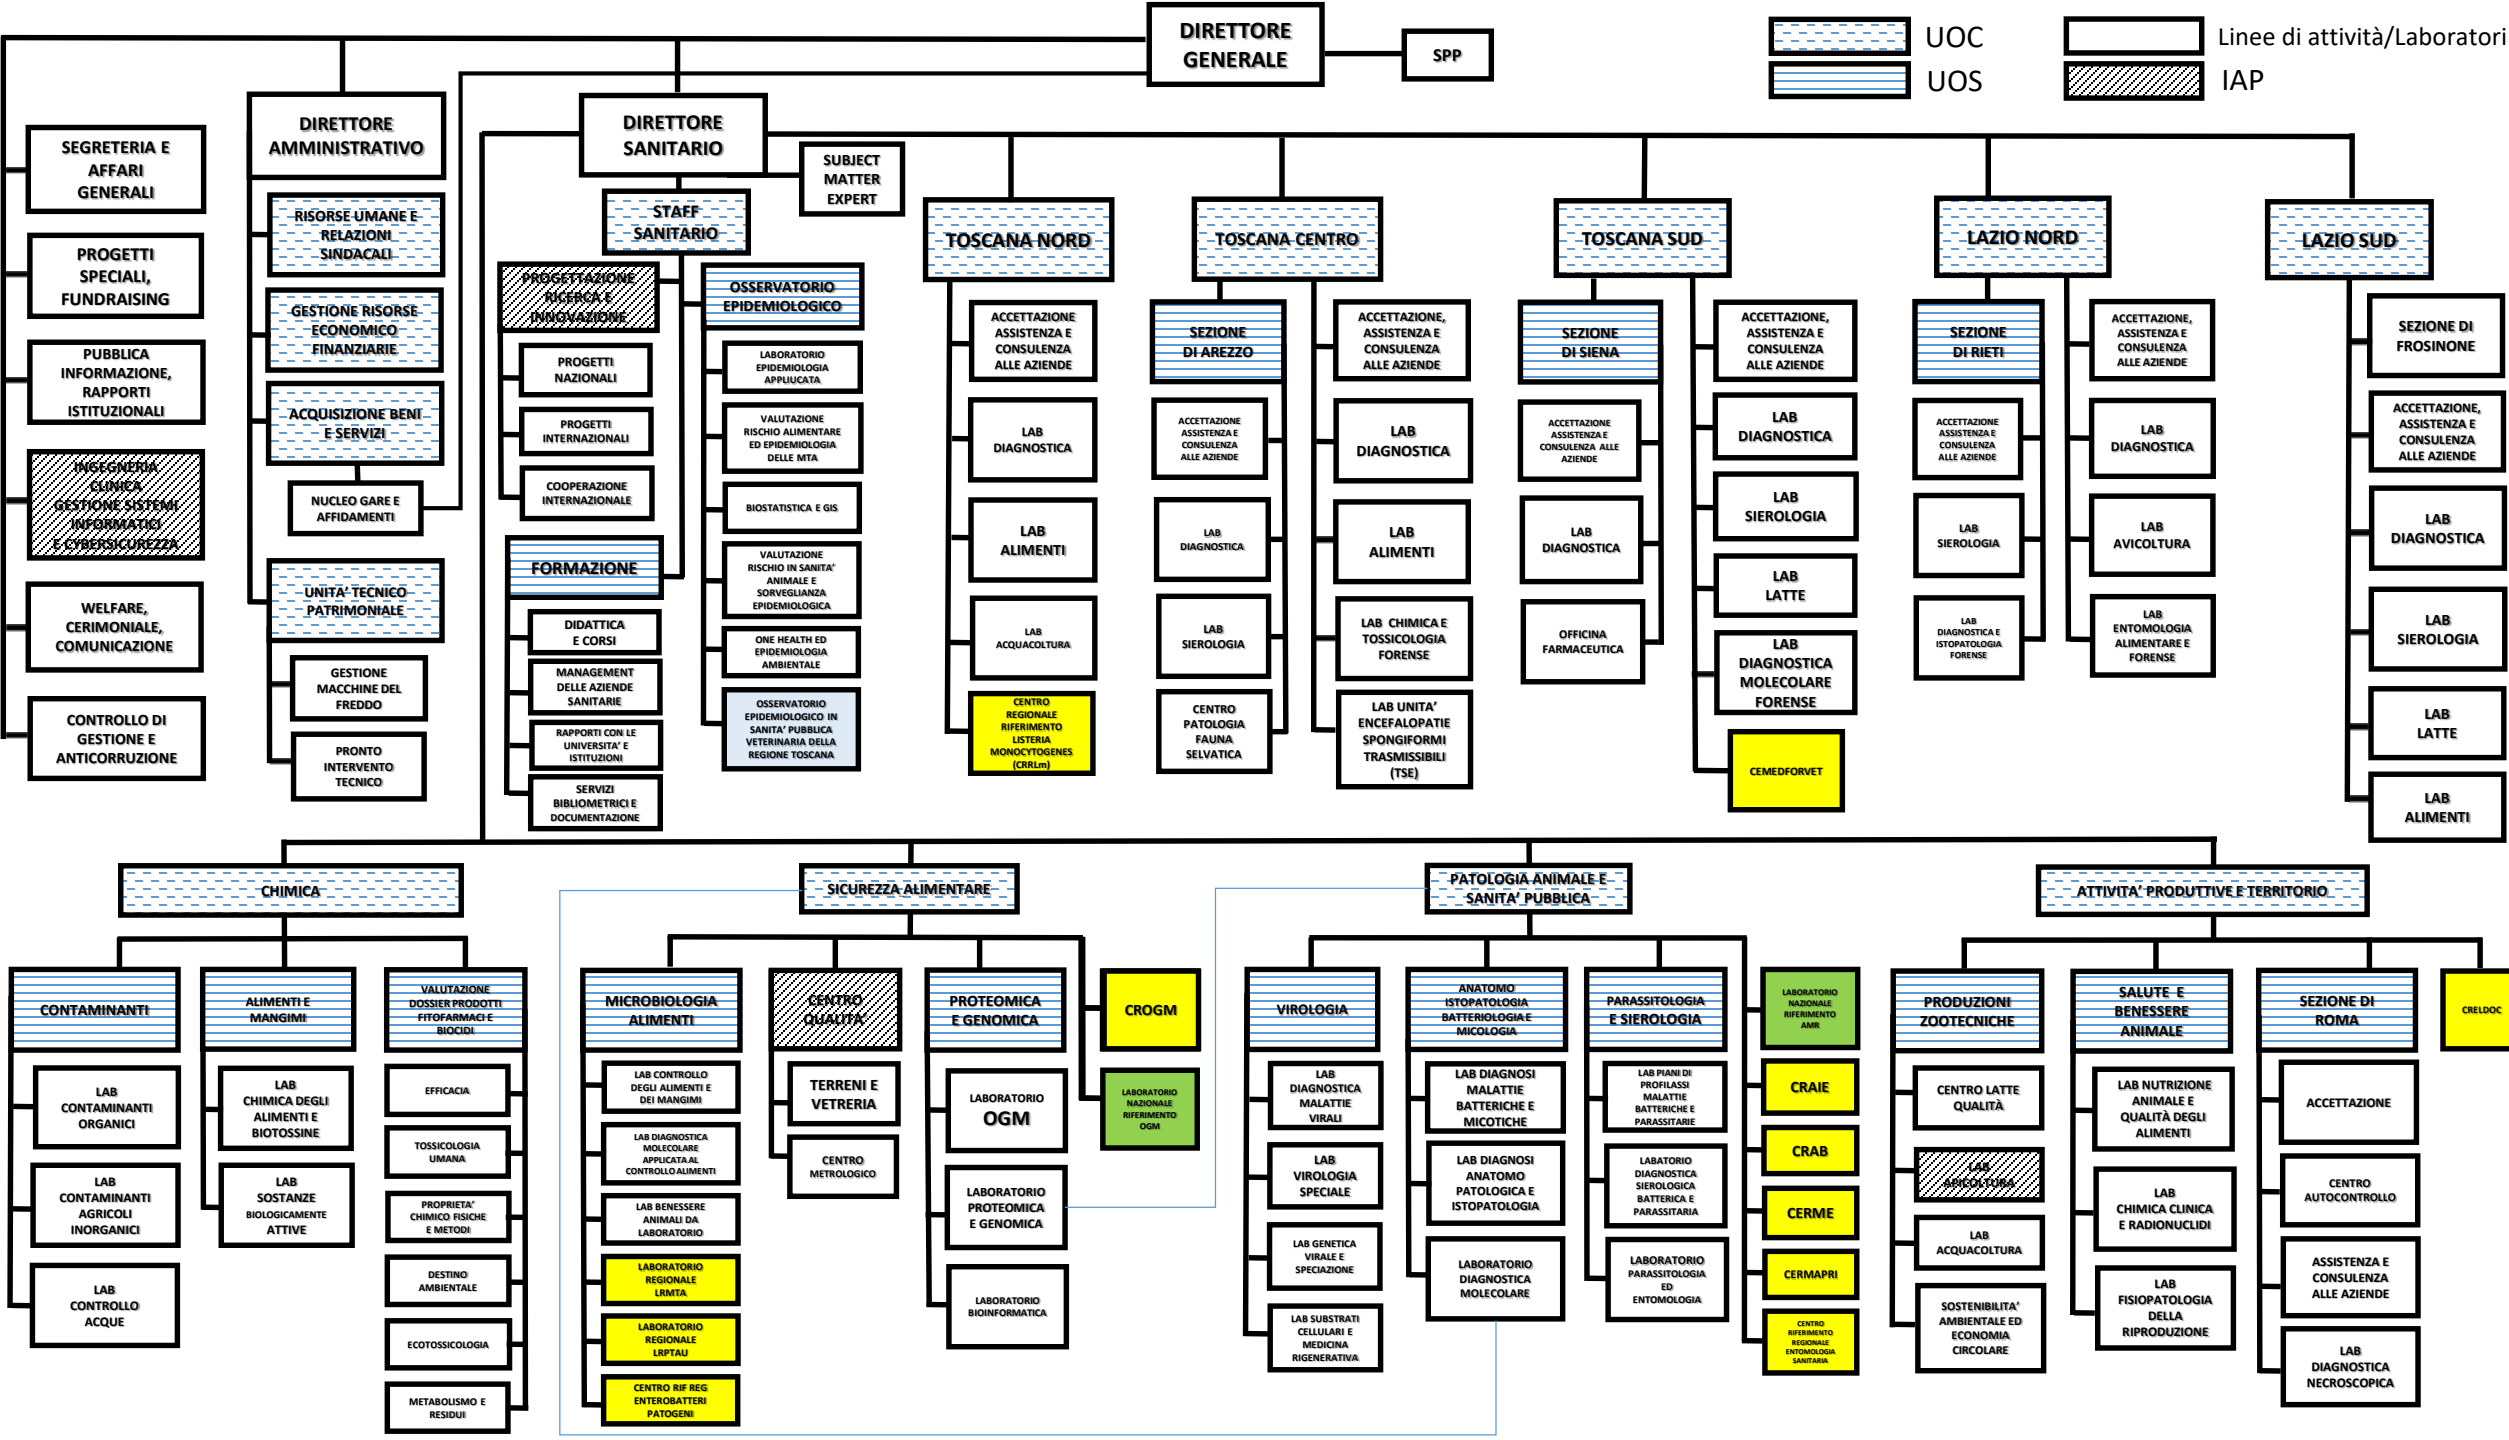 DIRETTORE
GENERALE
SPP
UOC
UOS
Linee di attività/Laboratori
IAP
SEGRETERIA E
AFFARI
GENERALI
PROGETTI
SPECIALI,
FUNDRAISING
PUBBLICA
INFORMAZIONE,
RAPPORTI
ISTITUZIONALI
INGEGNERIA
CLINICA
GESTIONE SISTEMI
INFORMATICI
E CYBERSICUREZZA
WELFARE,
CERIMONIALE,
COMUNICAZIONE
CONTROLLO DI
GESTIONE E
ANTICORRUZIONE
DIRETTORE
AMMINISTRATIVO
RISORSE UMANE E
RELAZIONI
SINDACALI
GESTIONE RISORSE
ECONOMICO
FINANZIARIE
ACQUISIZIONE BENI
E SERVIZI
NUCLEO GARE E
AFFIDAMENTI
UNITA' TECNICO
PATRIMONIALE
GESTIONE
MACCHINE DEL
FREDDO
PRONTO
INTERVENTO
TECNICO
DIRETTORE
SANITARIO
SUBJECT
MATTER
EXPERT
STAFF
SANITARIO
PROGETTAZIONE
RICERCA E
INNOVAZIONE
PROGETTI
NAZIONALI
PROGETTI
INTERNAZIONALI
COOPERAZIONE
INTERNAZIONALE
FORMAZIONE
DIDATTICA
E CORSI
MANAGEMENT
DELLE AZIENDE
SANITARIE
RAPPORTI CON LE
UNIVERSITA' E
ISTITUZIONI
SERVIZI
BIBLIOMETRICI E
DOCUMENTAZIONE
OSSERVATORIO
EPIDEMIOLOGICO
LABORATORIO
EPIDEMIOLOGIA
APPLIUCATA
VALUTAZIONE
RISCHIO ALIMENTARE
ED EPIDEMIOLOGIA
DELLE MTA
BIOSTATISTICA E GIS
VALUTAZIONE
RISCHIO IN SANITA'
ANIMALE E
SORVEGLIANZA
EPIDEMIOLOGICA
ONE HEALTH ED
EPIDEMIOLOGIA
AMBIENTALE
OSSERVATORIO
EPIDEMIOLOGICO IN
SANITA' PUBBLICA
VETERINARIA DELLA
REGIONE TOSCANA
TOSCANA NORD
ACCETTAZIONE
ASSISTENZA E
CONSULENZA
ALLE AZIENDE
LAB
DIAGNOSTICA
LAB
ALIMENTI
LAB
ACQUACOLTURA
CENTRO
REGIONALE
RIFERIMENTO
LISTERIA
MONOCYTOGENES
(CRRLm)
TOSCANA CENTRO
SEZIONE
DI AREZZO
ACCETTAZIONE
ASSISTENZA E
CONSULENZA
ALLE AZIENDE
LAB
DIAGNOSTICA
LAB
SIEROLOGIA
CENTRO
PATOLOGIA
FAUNA
SELVATICA
ACCETTAZIONE,
ASSISTENZA E
CONSULENZA
ALLE AZIENDE
LAB
DIAGNOSTICA
LAB
ALIMENTI
LAB CHIMICA E
TOSSICOLOGIA
FORENSE
LAB UNITA'
ENCEFALOPATIE
SPONGIFORMI
TRASMISSIBILI
(TSE)
TOSCANA SUD
SEZIONE
DI SIENA
ACCETTAZIONE
ASSISTENZA E
CONSULENZA ALLE
AZIENDE
LAB
DIAGNOSTICA
OFFICINA
FARMACEUTICA
ACCETTAZIONE,
ASSISTENZA E
CONSULENZA
ALLE AZIENDE
LAB
DIAGNOSTICA
LAB
SIEROLOGIA
LAB
LATTE
LAB
DIAGNOSTICA
MOLECOLARE
FORENSE
CEMEDFORVET
LAZIO NORD
SEZIONE
DI RIETI
ACCETTAZIONE
ASSISTENZA E
CONSULENZA
ALLE AZIENDE
LAB
SIEROLOGIA
LAB
DIAGNOSTICA E
ISTOPATOLOGIA
FORENSE
ACCETTAZIONE,
ASSISTENZA E
CONSULENZA
ALLE AZIENDE
LAB
DIAGNOSTICA
LAB
AVICOLTURA
LAB
ENTOMOLOGIA
ALIMENTARE E
FORENSE
LAZIO SUD
SEZIONE DI
FROSINONE
ACCETTAZIONE,
ASSISTENZA E
CONSULENZA
ALLE AZIENDE
LAB
DIAGNOSTICA
LAB
SIEROLOGIA
LAB
LATTE
LAB
ALIMENTI
CHIMICA
CONTAMINANTI
LAB
CONTAMINANTI
ORGANICI
LAB
CONTAMINANTI
AGRICOLI
INORGANICI
LAB
CONTROLLO
ACQUE
ALIMENTI E
MANGIMI
LAB
CHIMICA DEGLI
ALIMENTI E
BIOTOSSINE
LAB
SOSTANZE
BIOLOGICAMENTE
ATTIVE
VALUTAZIONE
DOSSIER PRODOTTI
FITOFARMACI E
BIOCIDI
EFFICACIA
TOSSICOLOGIA
UMANA
PROPRIETA'
CHIMICO FISICHE
E METODI
DESTINO
AMBIENTALE
ECOTOSSICOLOGIA
METABOLISMO E
RESIDUI
SICUREZZA ALIMENTARE
MICROBIOLOGIA
ALIMENTI
LAB CONTROLLO
DEGLI ALIMENTI E
DEI MANGIMI
LAB DIAGNOSTICA
MOLECOLARE
APPLICATA AL
CONTROLLO ALIMENTI
LAB BENESSERE
ANIMALI DA
LABORATORIO
LABORATORIO
REGIONALE
LRMTA
LABORATORIO
REGIONALE
LRPTAU
CENTRO RIF REG
ENTEROBATTERI
PATOGENI
CENTRO
QUALITA'
TERRENI E
VETRERIA
CENTRO
METROLOGICO
PROTEOMICA
E GENOMICA
LABORATORIO
OGM
LABORATORIO
PROTEOMICA
E GENOMICA
LABORATORIO
BIOINFORMATICA
CROGM
LABORATORIO
NAZIONALE
RIFERIMENTO
OGM
PATOLOGIA ANIMALE E
SANITA' PUBBLICA
VIROLOGIA
LAB
DIAGNOSTICA
MALATTIE
VIRALI
LAB
VIROLOGIA
SPECIALE
LAB GENETICA
VIRALE E
SPECIAZIONE
LAB SUBSTRATI
CELLULARI E
MEDICINA
RIGENERATIVA
ANATOMO
ISTOPATOLOGIA
BATTERIOLOGIA E
MICOLOGIA
LAB DIAGNOSI
MALATTIE
BATTERICHE E
MICOTICHE
LAB DIAGNOSI
ANATOMO
PATOLOGICA E
ISTOPATOLOGIA
LABORATORIO
DIAGNOSTICA
MOLECOLARE
PARASSITOLOGIA
E SIEROLOGIA
LAB PIANI DI
PROFILASSI
MALATTIE
BATTERICHE E
PARASSITARIE
LABATORIO
DIAGNOSTICA
SIEROLOGICA
BATTERICA E
PARASSITARIA
LABORATORIO
PARASSITOLOGIA
ED
ENTOMOLOGIA
LABORATORIO
NAZIONALE
RIFERIMENTO
AMR
CRAIE
CRAB
CERME
CERMAPRI
CENTRO
RIFERIMENTO
REGIONALE
ENTOMOLOGIA
SANITARIA
ATTIVITA' PRODUTTIVE E TERRITORIO
PRODUZIONI
ZOOTECNICHE
CENTRO LATTE
QUALITÀ
LAB
APICOLTURA
LAB
ACQUACOLTURA
SOSTENIBILITA'
AMBIENTALE ED
ECONOMIA
CIRCOLARE
SALUTE E
BENESSERE
ANIMALE
LAB NUTRIZIONE
ANIMALE E
QUALITÀ DEGLI
ALIMENTI
LAB
CHIMICA CLINICA
E RADIONUCLIDI
LAB
FISIOPATOLOGIA
DELLA
RIPRODUZIONE
SEZIONE DI
ROMA
ACCETTAZIONE
CENTRO
AUTOCONTROLLO
ASSISTENZA E
CONSULENZA
ALLE AZIENDE
LAB
DIAGNOSTICA
NECROSCOPICA
CRELDOC